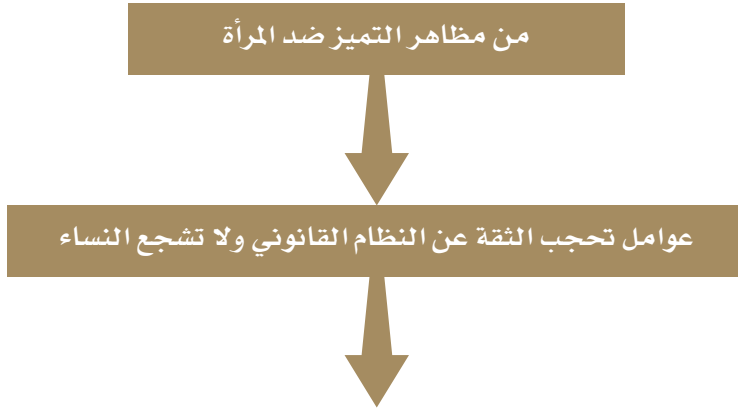 من مظاهر التميز ضد المرأة
عوامل تحجب الثقة عن النظام القانوني ولا تشجع النساء